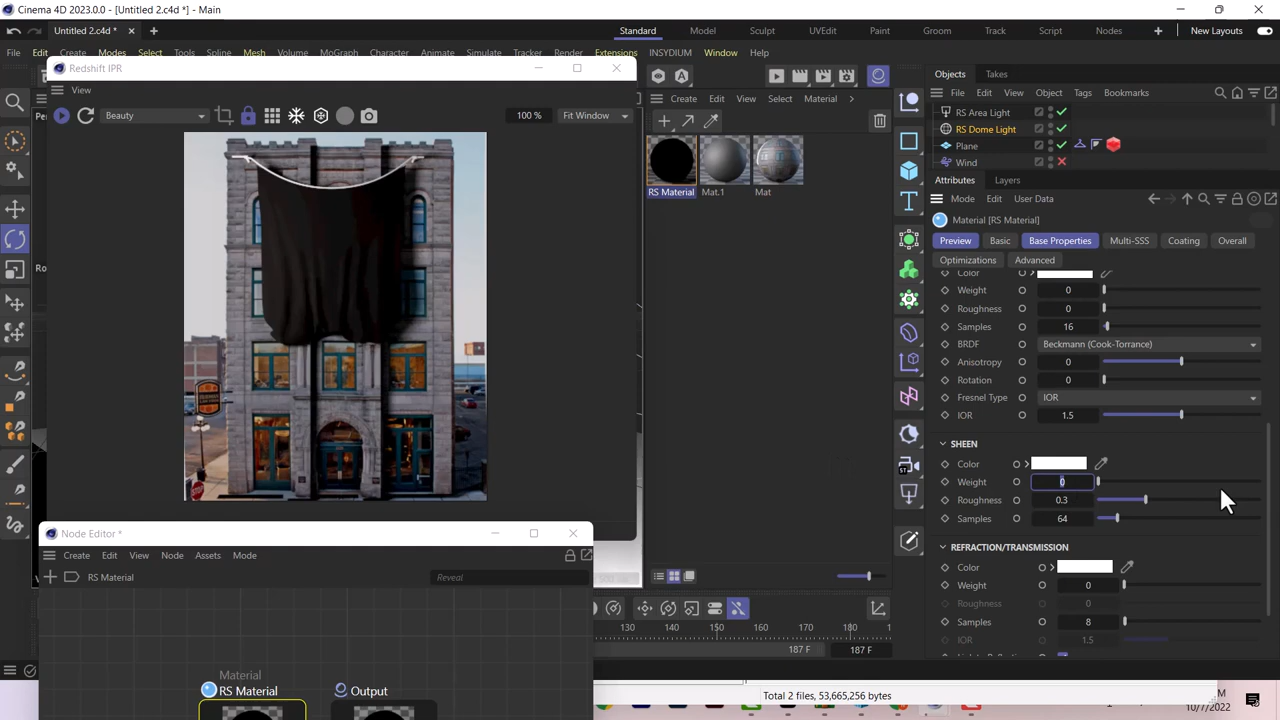 Cinema 4D 2023.0.0 - [Untitled 2.c4d *] - Main
Untitled 2.c4d *
Standard Model Sculpt UVEdit Paint Groom Track Script Nodes New Layouts
File Edit Create Modes Select Tools Spline Mesh Volume MoGraph Character Animate Simulate Tracker Render Extensions INSYDIUM Window Help
Redshift IPR
View
Beauty 100 % Fit Window
Create Edit View Select Material
RS Material Mat.1 Mat
Objects Takes
File Edit View Object Tags Bookmarks
RS Area Light
RS Dome Light
Plane
Wind
Attributes Layers
Mode Edit User Data
Material [RS Material]
Preview Basic Base Properties Multi-SSS Coating Overall
Optimizations Advanced
Color
Weight 0
Roughness 0
Samples 16
BRDF Beckmann (Cook-Torrance)
Anisotropy 0
Rotation 0
Fresnel Type IOR
IOR 1.5
SHEEN
Color
Weight 0
Roughness 0.3
Samples 64
REFRACTION/TRANSMISSION
Color
Weight 0
Roughness 0
Samples 8
IOR 1.5
Node Editor *
Create Edit View Node Assets Mode
RS Material Reveal
Material
RS Material Output
130 140 150 160 170 180 1
187 F 187 F
Total 2 files, 53,665,256 bytes
10/7/2022